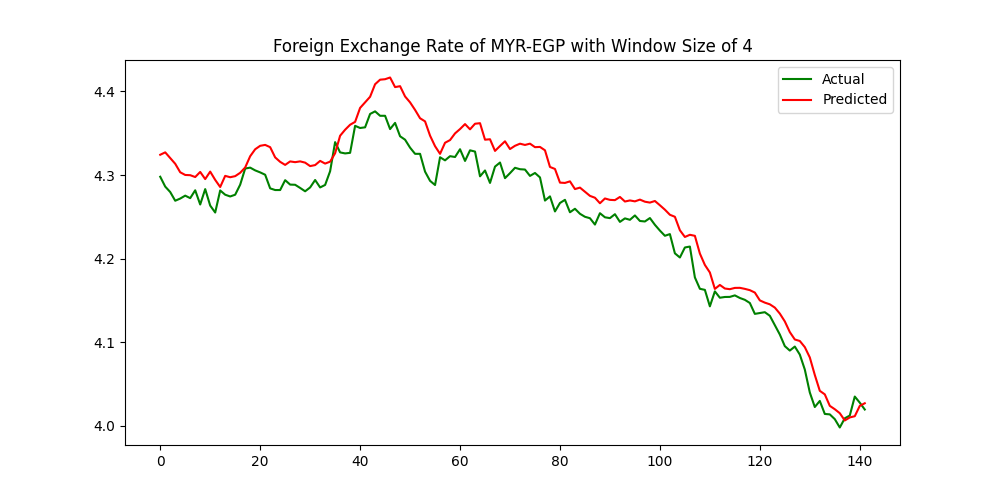 Foreign Exchange Rate of MYR-EGP with Window Size of 4
Actual
Predicted
4.4
4.3
4.2
4.1
4.0
0 20 40 60 80 100 120 140